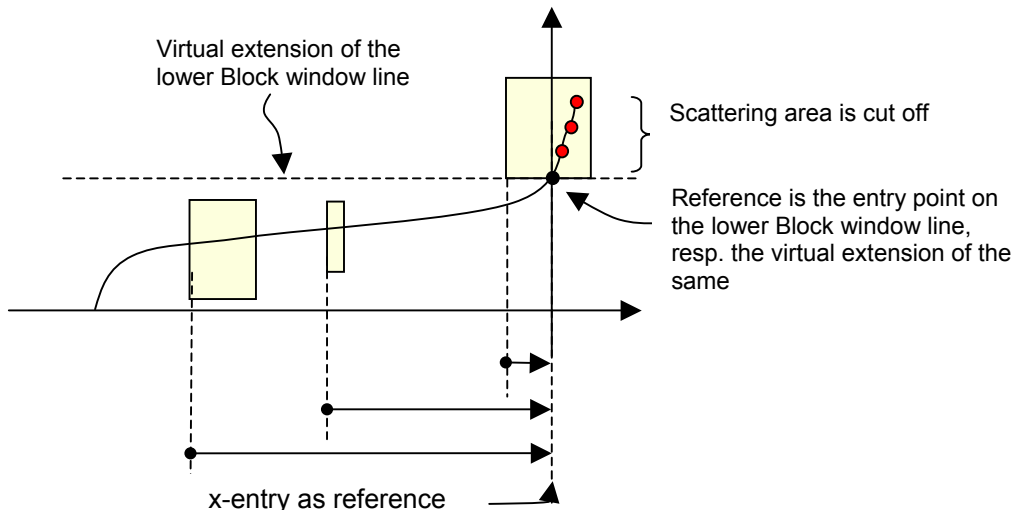 Virtual extension of the
lower Block window line
Scattering area is cut off
Reference is the entry point on
the lower Block window line,
resp. the virtual extension of the
same
x-entry as reference